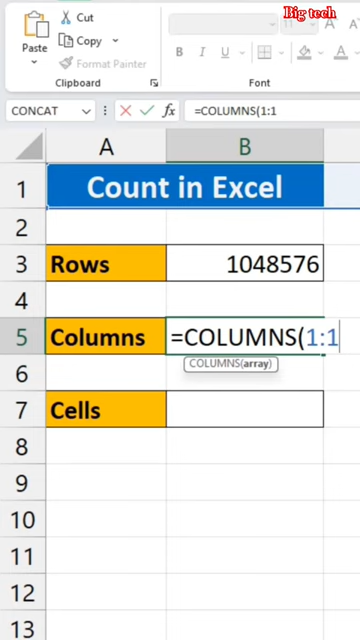 Big tech
Cut
Copy
Paste
Format Painter
11
A
A
B I U
A
Clipboard
Font
CONCAT
fx
=COLUMNS(1:1
A B
1 Count in Excel
2
3 Rows 1048576
4
5 Columns =COLUMNS(1:1
COLUMNS(array)
6
7 Cells
8
9
10
11
12
13